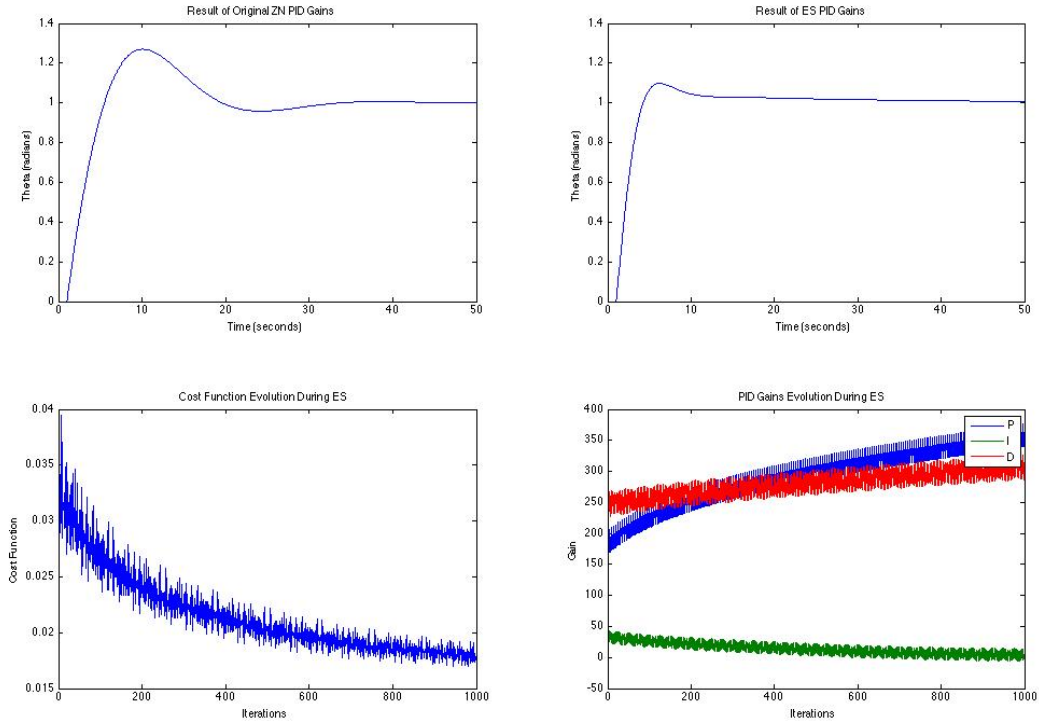 Result of Original ZN PID Gains
1.4
1.2
1
0.8
0.6
0.4
0.2
0
Theta (radians)
0 10 20 30 40 50
Time (seconds)
Result of ES PID Gains
1.4
1.2
1
0.8
0.6
0.4
0.2
0
Theta (radians)
0 10 20 30 40 50
Time (seconds)
Cost Function Evolution During ES
0.04
0.035
0.03
0.025
0.02
0.015
Cost Function
0 200 400 600 800 1000
Iterations
PID Gains Evolution During ES
400
350
300
250
200
150
100
50
0
-50
Gain
P
I
D
0 200 400 600 800 1000
Iterations